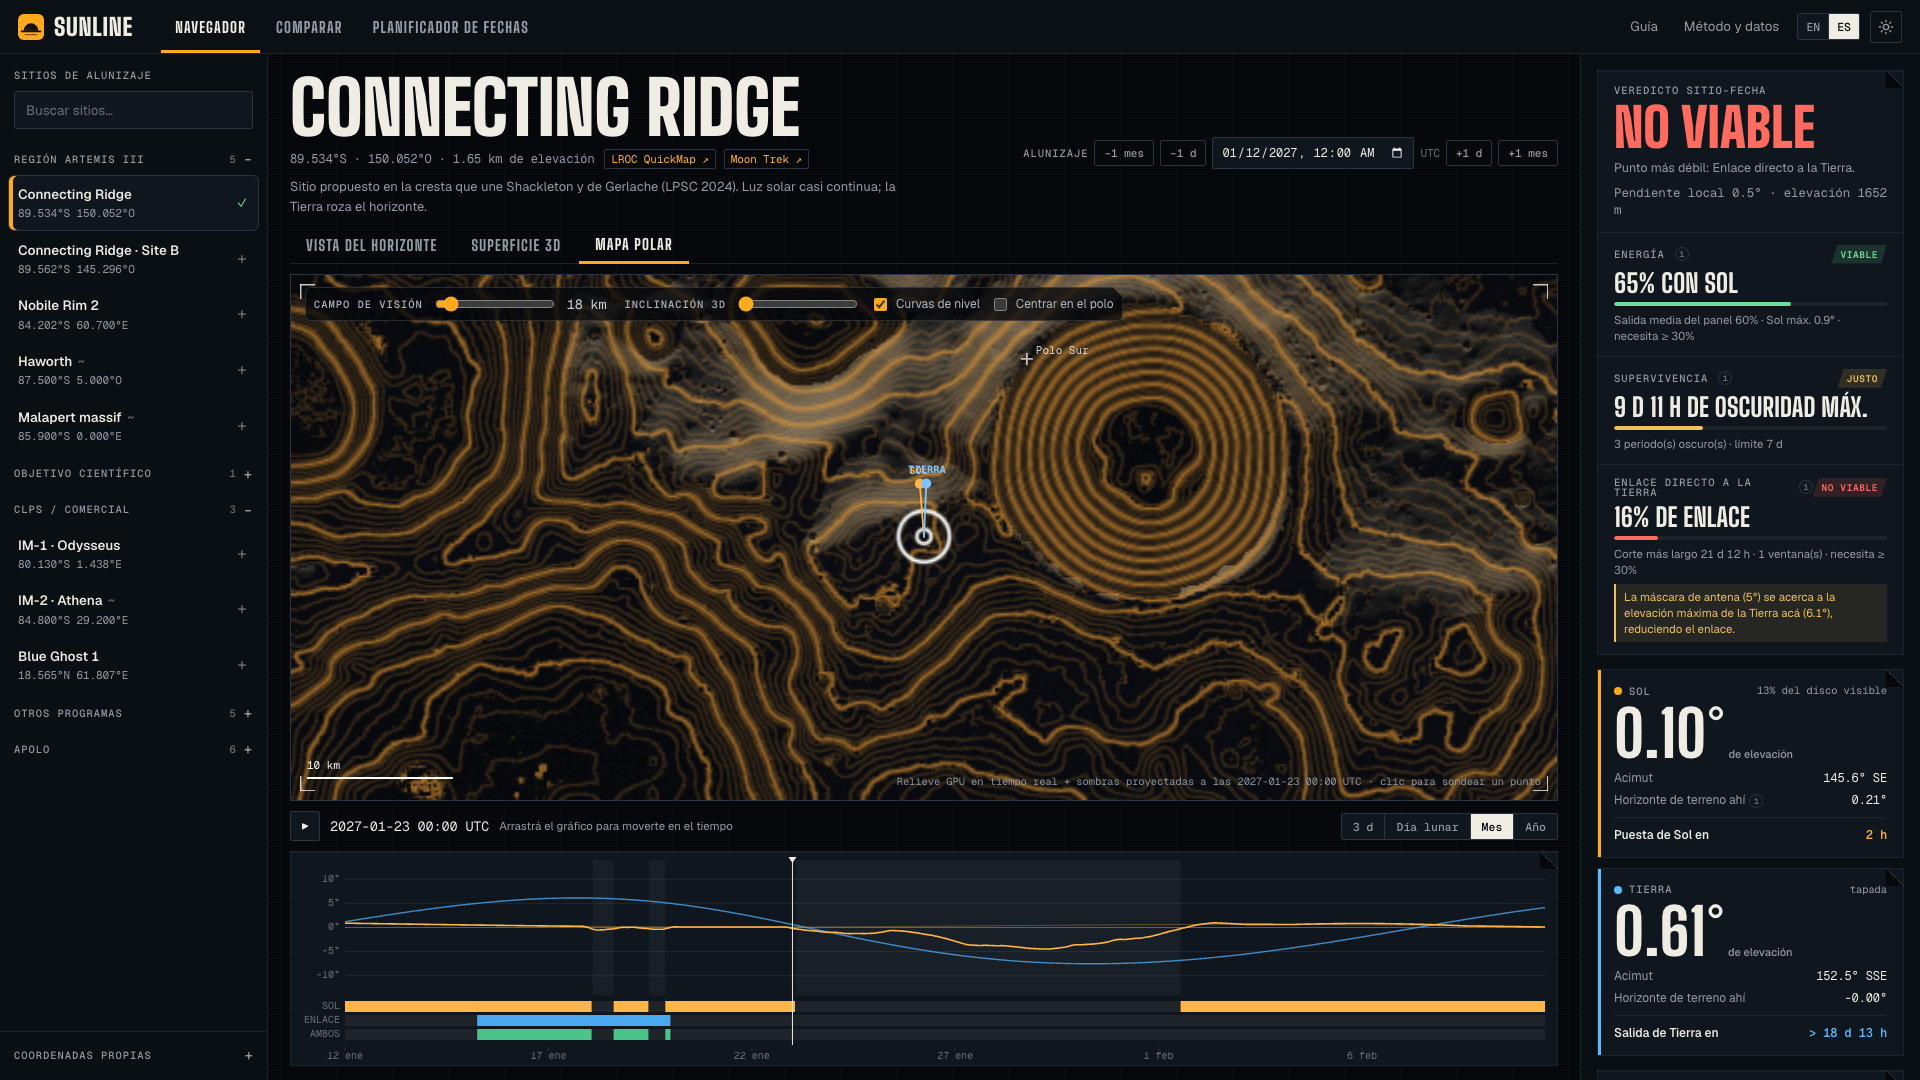 SUNLINE
NAVEGADOR
COMPARAR
PLANIFICADOR DE FECHAS
Guía
Método y datos
EN
ES
SITIOS DE ALUNIZAJE
Buscar sitios…
REGIÓN ARTEMIS III 5 −
Connecting Ridge
89.534°S 150.052°O ✓
Connecting Ridge · Site B
89.562°S 145.296°O +
Nobile Rim 2
84.202°S 60.700°E +
Haworth ~
87.500°S 5.000°O +
Malapert massif ~
85.900°S 0.000°E +
OBJETIVO CIENTÍFICO 1 +
CLPS / COMERCIAL 3 −
IM-1 · Odysseus
80.130°S 1.438°E +
IM-2 · Athena ~
84.800°S 29.200°E +
Blue Ghost 1
18.565°N 61.807°E +
OTROS PROGRAMAS 5 +
APOLO 6 +
COORDENADAS PROPIAS +
CONNECTING RIDGE
89.534°S · 150.052°O · 1.65 km de elevación LROC QuickMap ↗ Moon Trek ↗
ALUNIZAJE −1 mes −1 d 01/12/2027, 12:00 AM UTC +1 d +1 mes
Sitio propuesto en la cresta que une Shackleton y de Gerlache (LPSC 2024). Luz solar casi continua; la
Tierra roza el horizonte.
VISTA DEL HORIZONTE
SUPERFICIE 3D
MAPA POLAR
CAMPO DE VISIÓN 18 km INCLINACIÓN 3D Curvas de nivel Centrar en el polo
Polo Sur
TIERRA
10 km
Relieve GPU en tiempo real + sombras proyectadas a las 2027-01-23 00:00 UTC · clic para sondear un punto
▶ 2027-01-23 00:00 UTC Arrastrá el gráfico para moverte en el tiempo
3 d Día lunar Mes Año
10°
5°
0°
-5°
-10°
SOL
ENLACE
AMBOS
12 ene 17 ene 22 ene 27 ene 1 feb 6 feb
VEREDICTO SITIO-FECHA
NO VIABLE
Punto más débil: Enlace directo a la Tierra.
Pendiente local 0.5° · elevación 1652
m
ENERGÍA i VIABLE
65% CON SOL
Salida media del panel 60% · Sol máx. 0.9° ·
necesita ≥ 30%
SUPERVIVENCIA i JUSTO
9 D 11 H DE OSCURIDAD MÁX.
3 período(s) oscuro(s) · límite 7 d
ENLACE DIRECTO A LA
TIERRA i NO VIABLE
16% DE ENLACE
Corte más largo 21 d 12 h · 1 ventana(s) · necesita ≥
30%
La máscara de antena (5°) se acerca a la
elevación máxima de la Tierra acá (6.1°),
reduciendo el enlace.
SOL 13% del disco visible
0.10° de elevación
Acimut 145.6° SE
Horizonte de terreno ahí i 0.21°
Puesta de Sol en 2 h
TIERRA tapada
0.61° de elevación
Acimut 152.5° SSE
Horizonte de terreno ahí -0.00°
Salida de Tierra en > 18 d 13 h